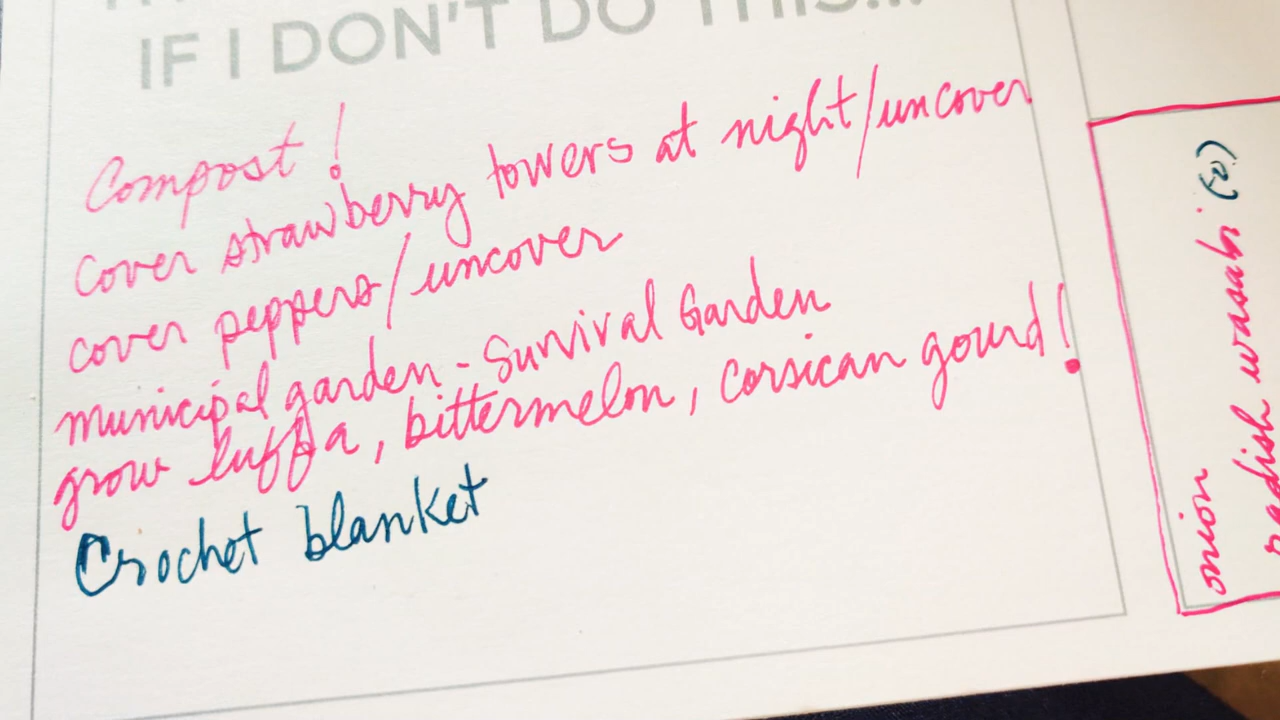 IF I DON'T DO THIS...
Compost!
cover strawberry towers at night/uncover
cover peppers/uncover
municipal garden - Survival Garden
grow luffa, bittermelon, corsican gourd!
Crochet blanket
onion
radish wasabi